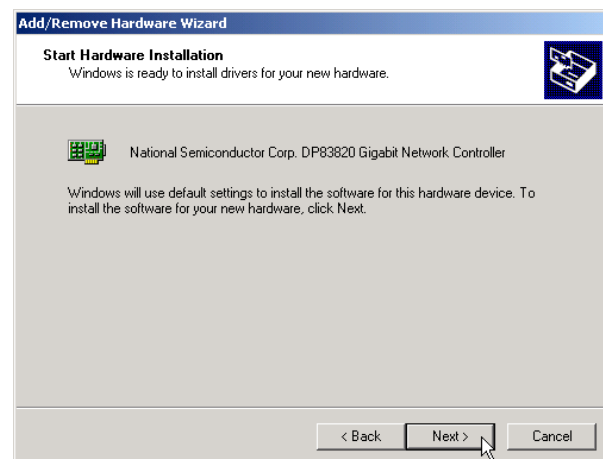 Add/Remove Hardware Wizard
Start Hardware Installation
Windows is ready to install drivers for your new hardware.
National Semiconductor Corp. DP83820 Gigabit Network Controller
Windows will use default settings to install the software for this hardware device. To
install the software for your new hardware, click Next.
< Back
Next >
Cancel